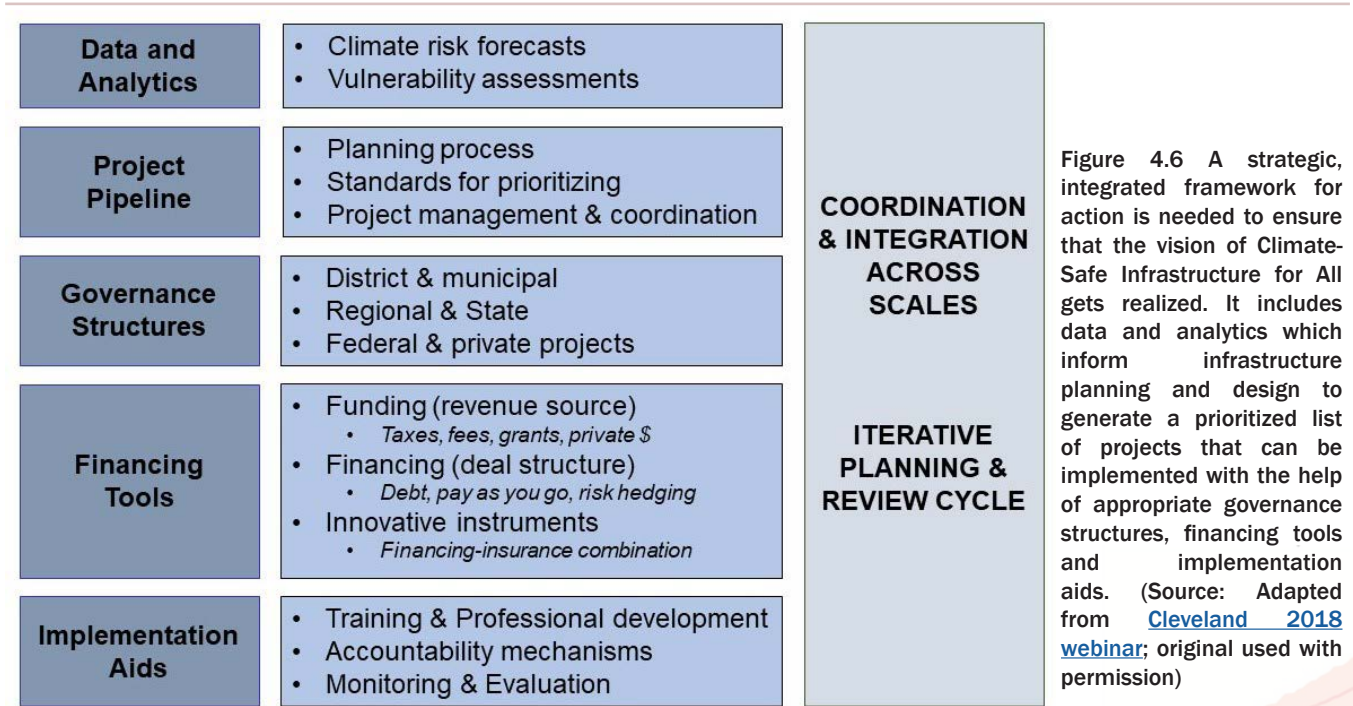 Data and
Analytics
• Climate risk forecasts
• Vulnerability assessments
Project
Pipeline
• Planning process
• Standards for prioritizing
• Project management & coordination
Governance
Structures
• District & municipal
• Regional & State
• Federal & private projects
Financing
Tools
• Funding (revenue source)
• Taxes, fees, grants, private $
• Financing (deal structure)
• Debt, pay as you go, risk hedging
• Innovative instruments
• Financing-insurance combination
Implementation
Aids
• Training & Professional development
• Accountability mechanisms
• Monitoring & Evaluation
COORDINATION
& INTEGRATION
ACROSS
SCALES
ITERATIVE
PLANNING &
REVIEW CYCLE
Figure 4.6 A strategic,
integrated framework for
action is needed to ensure
that the vision of Climate-
Safe Infrastructure for All
gets realized. It includes
data and analytics which
inform infrastructure
planning and design to
generate a prioritized list
of projects that can be
implemented with the help
of appropriate governance
structures, financing tools
and implementation
aids. (Source: Adapted
from Cleveland 2018
webinar; original used with
permission)